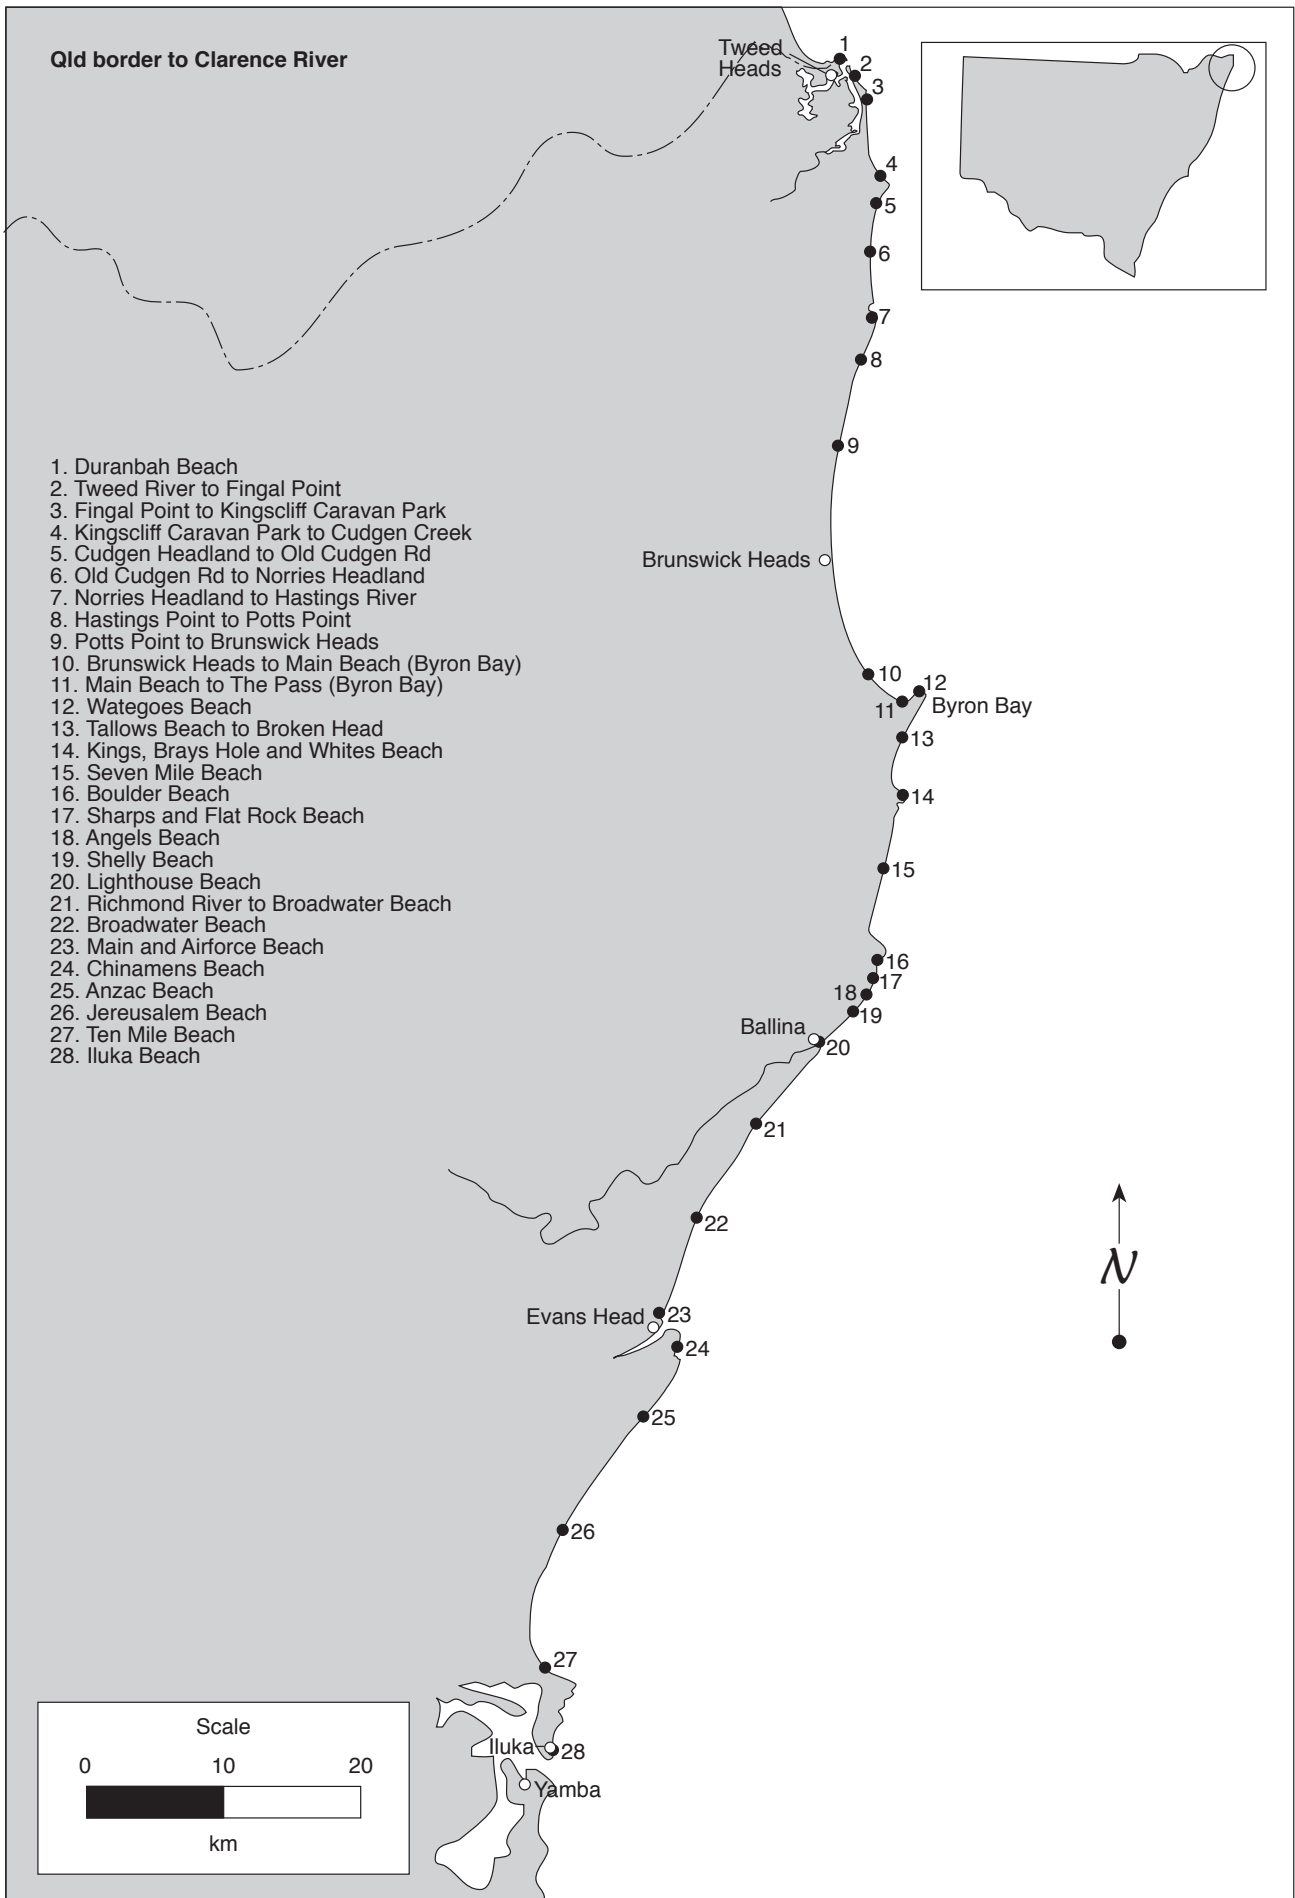 Qld border to Clarence River
Tweed
Heads
1
2
3
4
5
6
7
8
9
1. Duranbah Beach
2. Tweed River to Fingal Point
3. Fingal Point to Kingscliff Caravan Park
4. Kingscliff Caravan Park to Cudgen Creek
5. Cudgen Headland to Old Cudgen Rd
6. Old Cudgen Rd to Norries Headland
7. Norries Headland to Hastings River
8. Hastings Point to Potts Point
9. Potts Point to Brunswick Heads
10. Brunswick Heads to Main Beach (Byron Bay)
11. Main Beach to The Pass (Byron Bay)
12. Wategoes Beach
13. Tallows Beach to Broken Head
14. Kings, Brays Hole and Whites Beach
15. Seven Mile Beach
16. Boulder Beach
17. Sharps and Flat Rock Beach
18. Angels Beach
19. Shelly Beach
20. Lighthouse Beach
21. Richmond River to Broadwater Beach
22. Broadwater Beach
23. Main and Airforce Beach
24. Chinamens Beach
25. Anzac Beach
26. Jereusalem Beach
27. Ten Mile Beach
28. Iluka Beach
Brunswick Heads
10
12
11
Byron Bay
13
14
15
16
17
18
19
Ballina
20
21
22
N
Evans Head
23
24
25
26
27
Iluka
28
Yamba
Scale
0 10 20
km